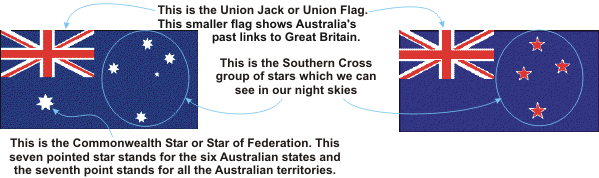 This is the Union Jack or Union Flag.
This smaller flag shows Australia's
past links to Great Britain.
This is the Southern Cross
group of stars which we can
see in our night skies
This is the Commonwealth Star or Star of Federation. This
seven pointed star stands for the six Australian states and
the seventh point stands for all the Australian territories.